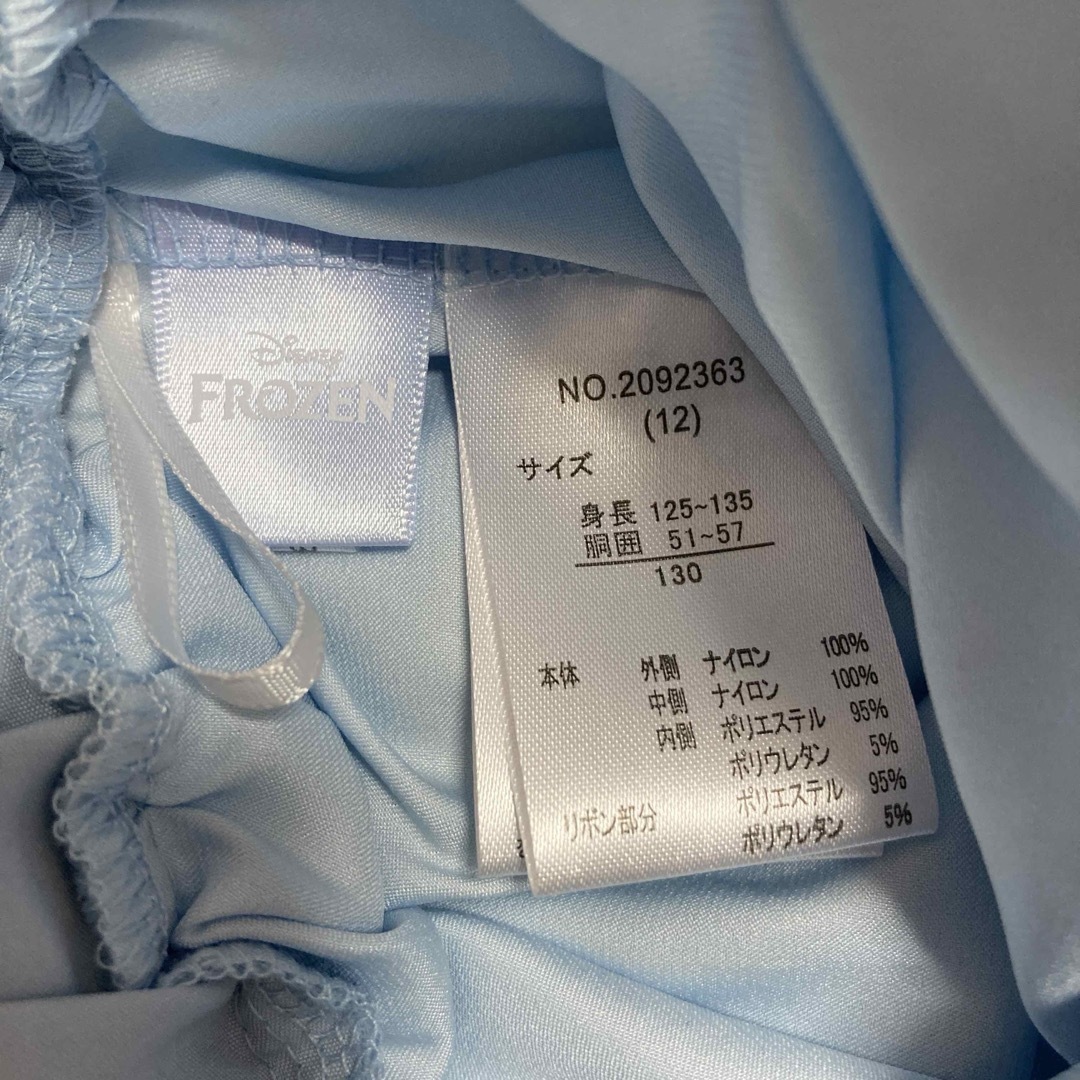 Disney
FROZEN
NO.2092363
(12)
サイズ
身長 125~135
胴囲 51~57
130
本体 外側 ナイロン 100%
中側 ナイロン 100%
内側 ポリエステル 95%
ポリウレタン 5%
リボン部分 ポリエステル 95%
ポリウレタン 5%